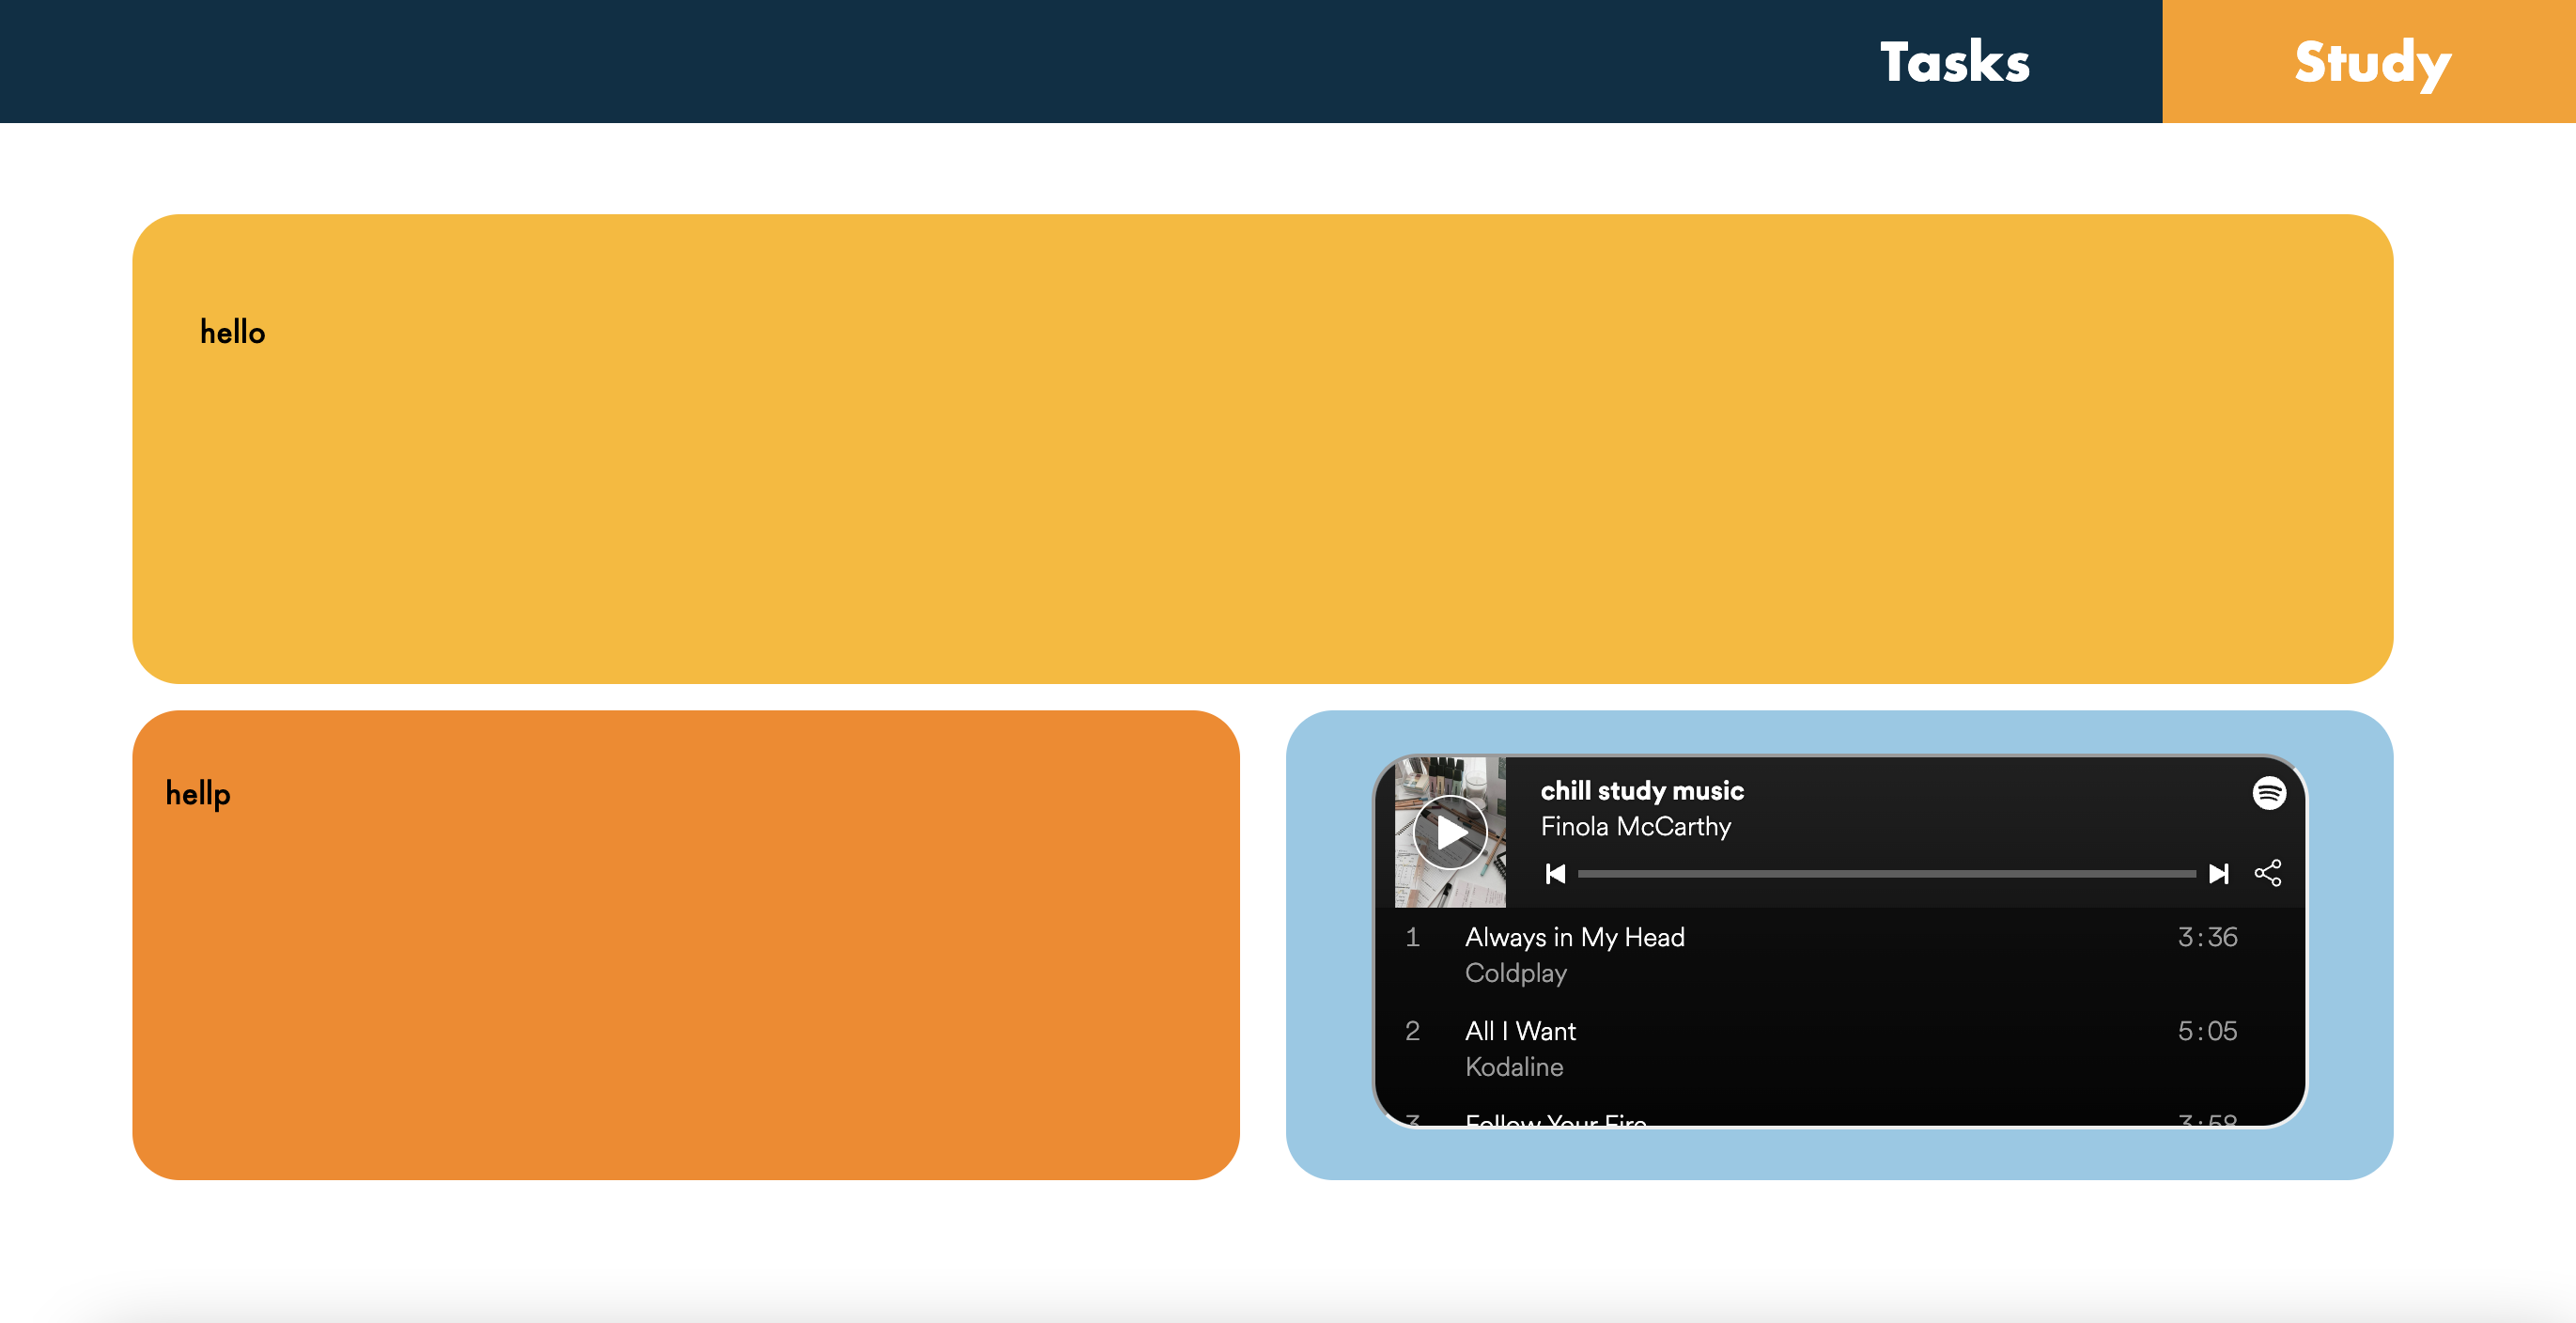 Tasks
Study
hello
hellp
chill study music
Finola McCarthy
1 Always in My Head 3:36
Coldplay
2 All I Want 5:05
Kodaline
3 Follow Your Fire 3:58